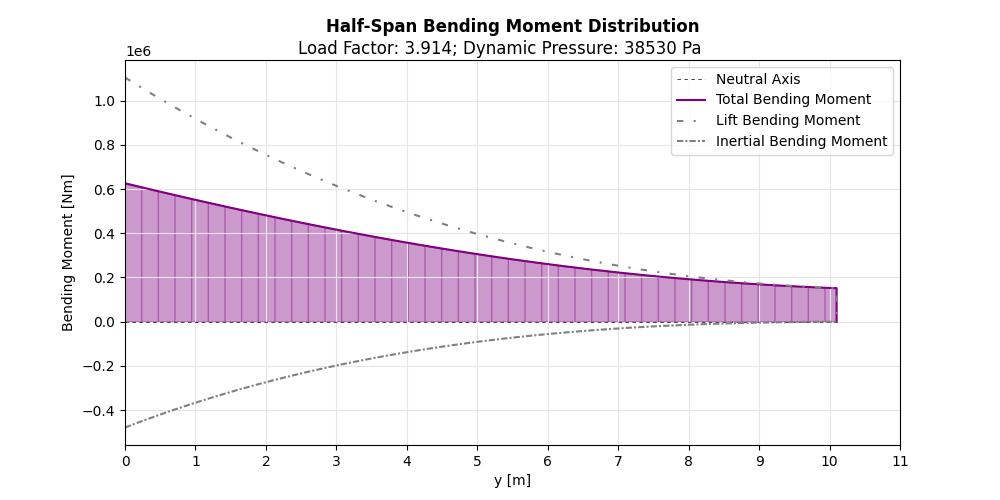 Half-Span Bending Moment Distribution
Load Factor: 3.914; Dynamic Pressure: 38530 Pa
1e6
Neutral Axis
Total Bending Moment
Lift Bending Moment
Inertial Bending Moment
1.0
0.8
0.6
0.4
0.2
0.0
−0.2
−0.4
Bending Moment [Nm]
0 1 2 3 4 5 6 7 8 9 10 11
y [m]